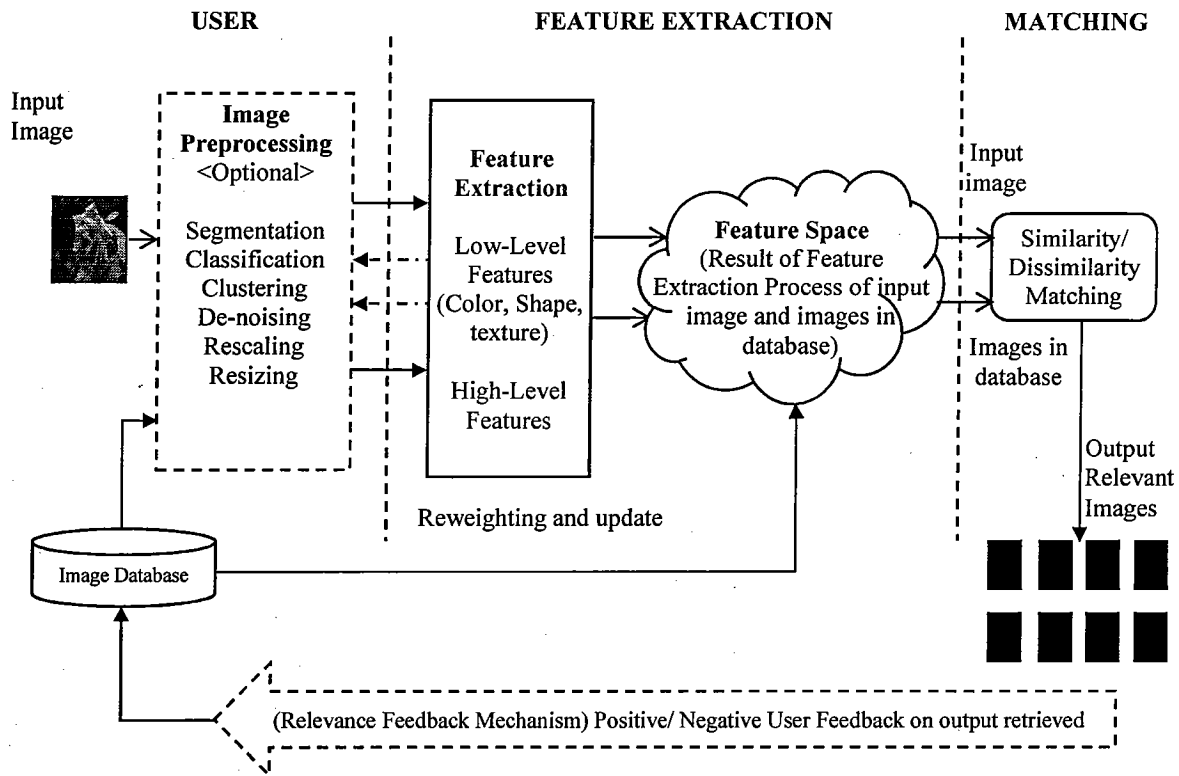 USER
FEATURE EXTRACTION
MATCHING
Input
Image
Image
Preprocessing
<Optional>
Segmentation
Classification
Clustering
De-noising
Rescaling
Resizing
Feature
Extraction
Low-Level
Features
(Color, Shape,
texture)
High-Level
Features
Feature Space
(Result of Feature
Extraction Process of input
image and images in
database)
Input
image
Similarity/
Dissimilarity
Matching
Images in
database
Output
Relevant
Images
Reweighting and update
Image Database
(Relevance Feedback Mechanism) Positive/ Negative User Feedback on output retrieved